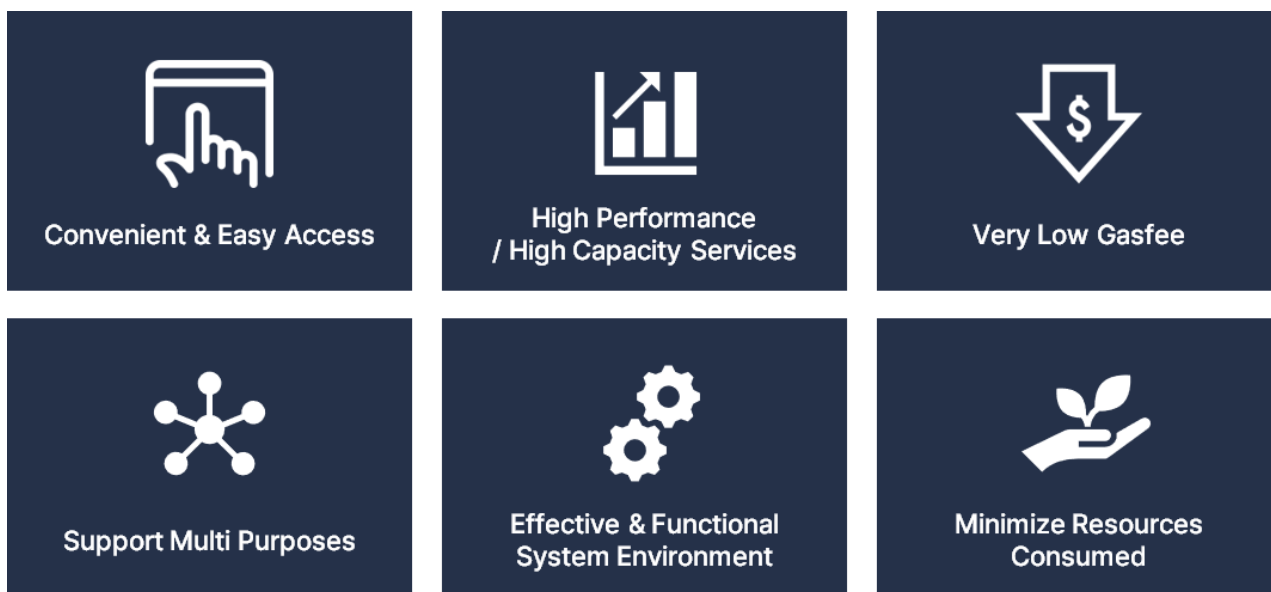 Convenient & Easy Access
High Performance
/ High Capacity Services
$
Very Low Gasfee
Support Multi Purposes
Effective & Functional
System Environment
Minimize Resources
Consumed